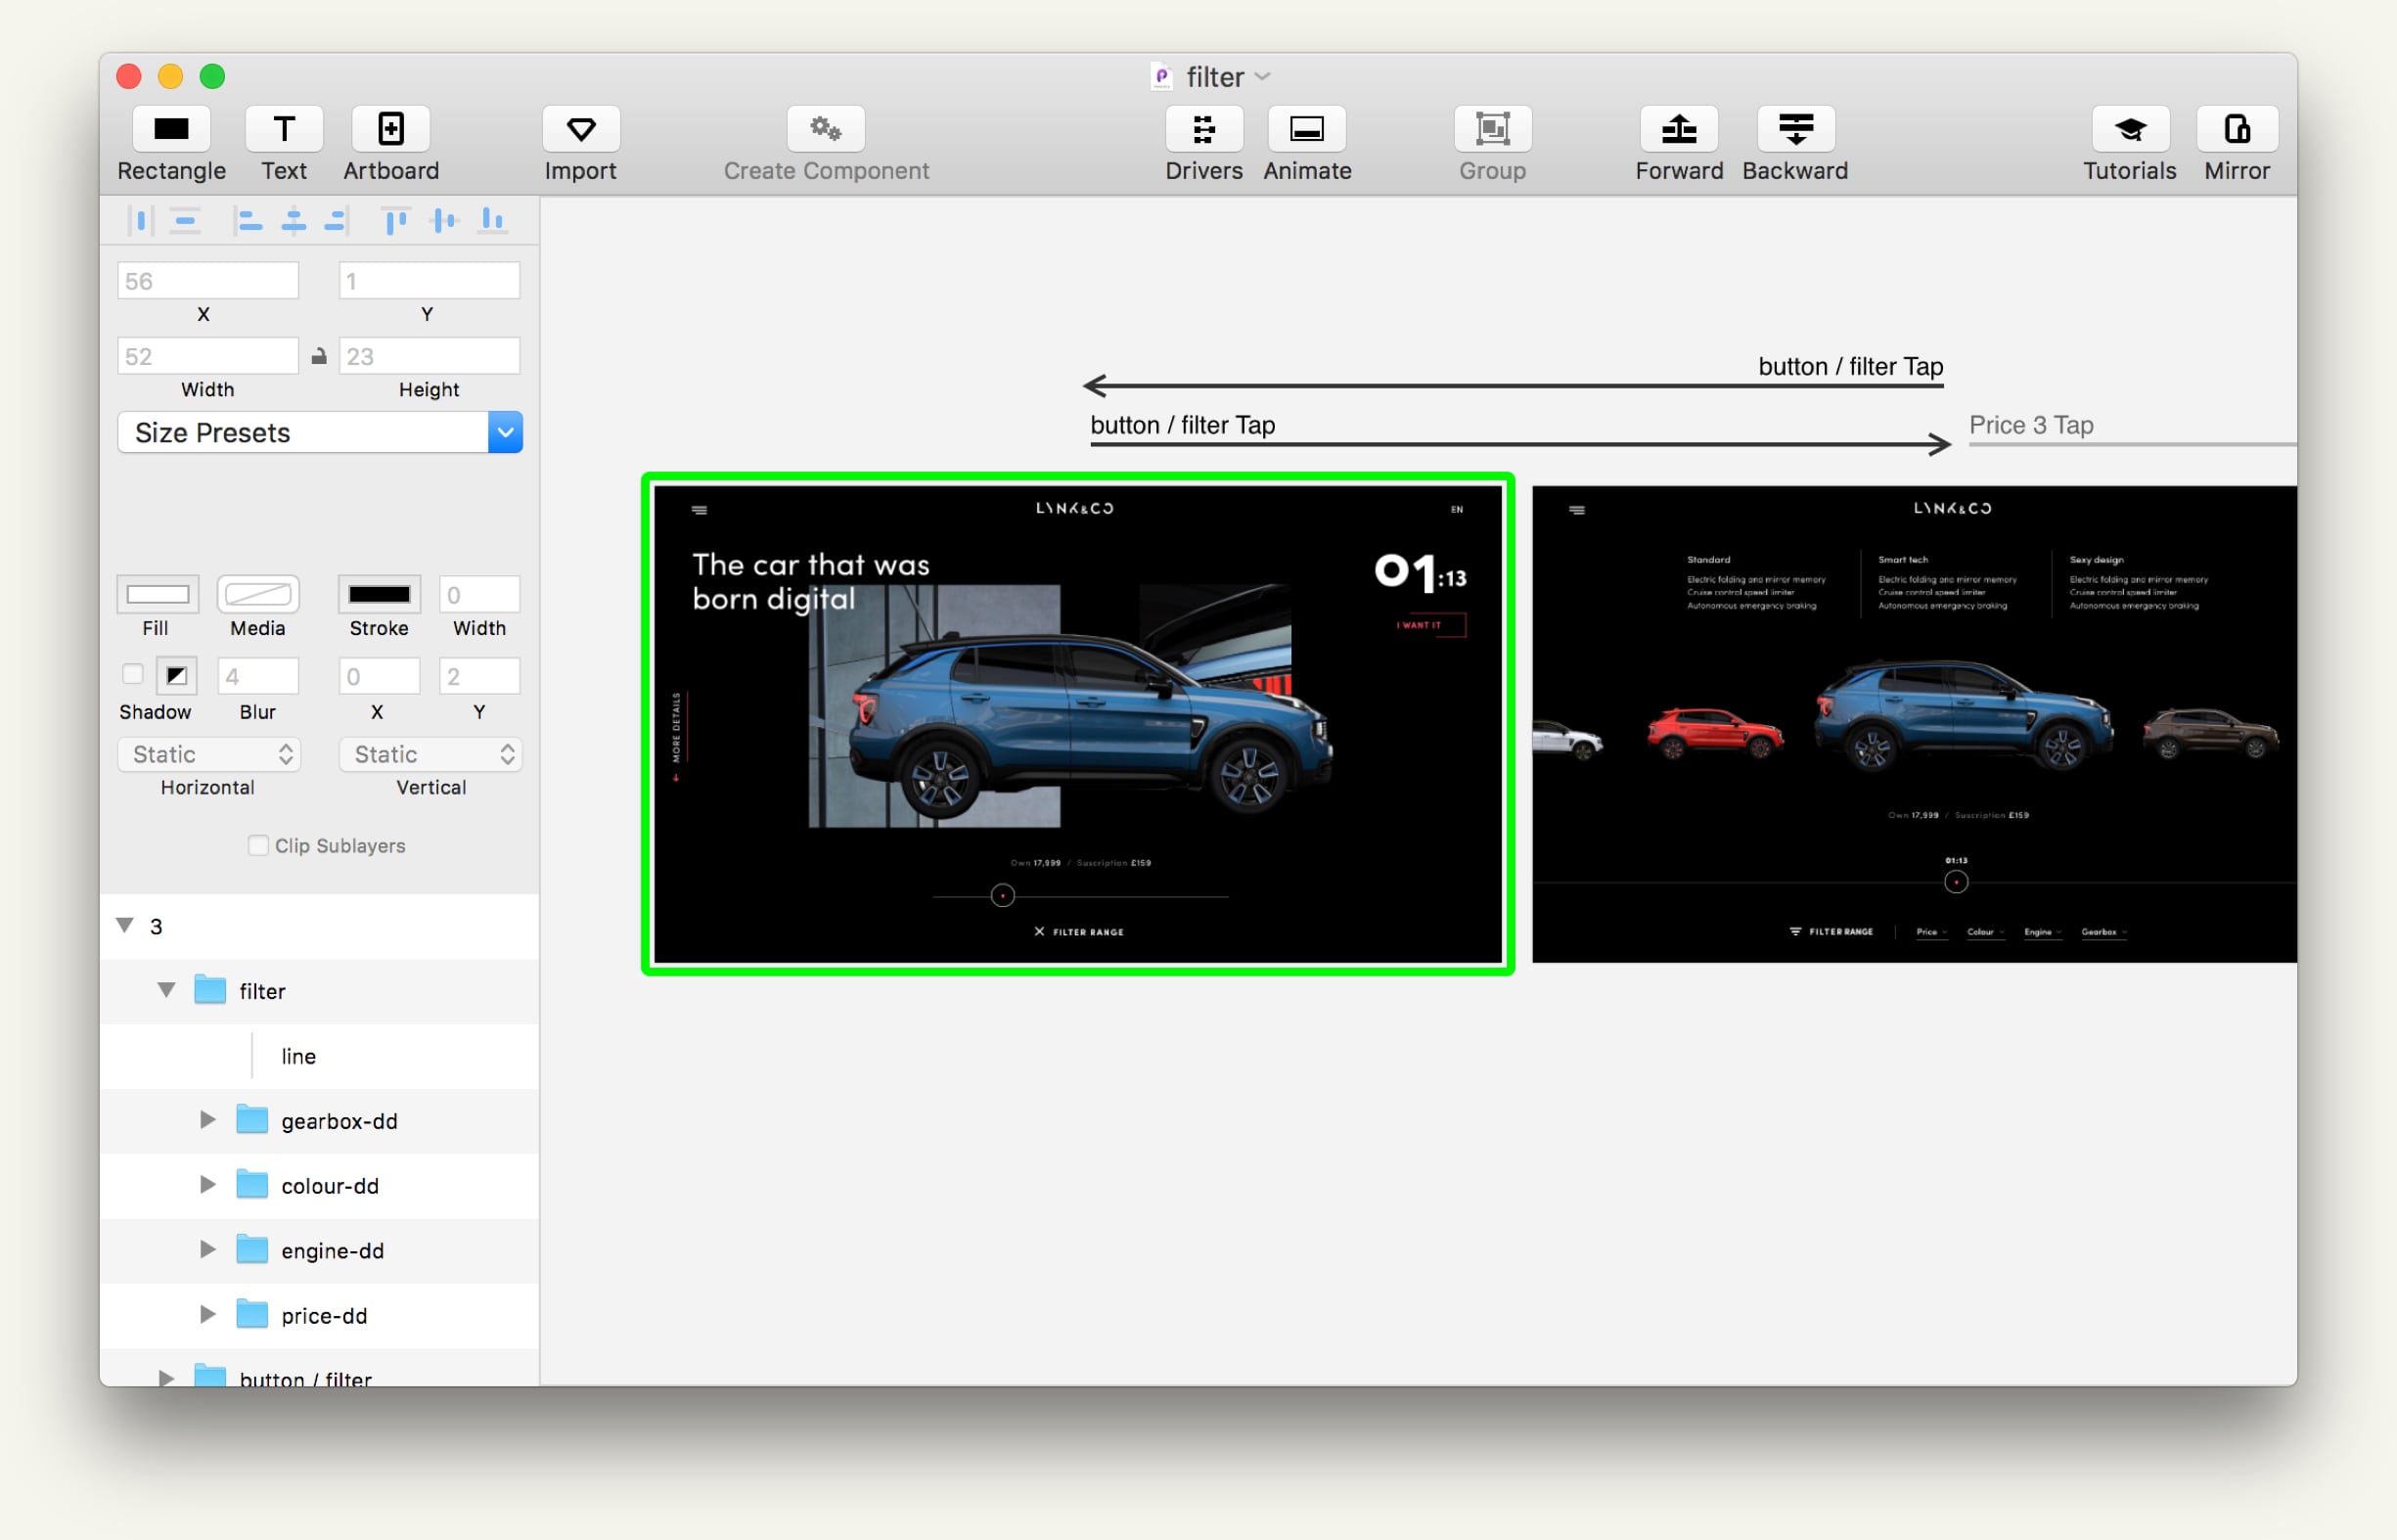 filter
Rectangle Text Artboard Import Create Component Drivers Animate Group Forward Backward Tutorials Mirror
56 1
X Y
52 23
Width Height
Size Presets
0
Fill Media Stroke Width
4 0 2
Shadow Blur X Y
Static Static
Horizontal Vertical
Clip Sublayers
3
filter
line
gearbox-dd
colour-dd
engine-dd
price-dd
button / filter
button / filter Tap
button / filter Tap
Price 3 Tap
LYNK&CO
EN
The car that was
born digital
01:13
I WANT IT
MORE DETAILS
Own 17,999 / Suscription £159
FILTER RANGE
LYNK&CO
Standard
Electric folding and mirror memory
Cruise control speed limiter
Autonomous emergency braking
Smart tech
Electric folding and mirror memory
Cruise control speed limiter
Autonomous emergency braking
Sexy design
Electric folding and mirror memory
Cruise control speed limiter
Autonomous emergency braking
Own 17,999 / Suscription £159
01:13
FILTER RANGE Price Colour Engine Gearbox